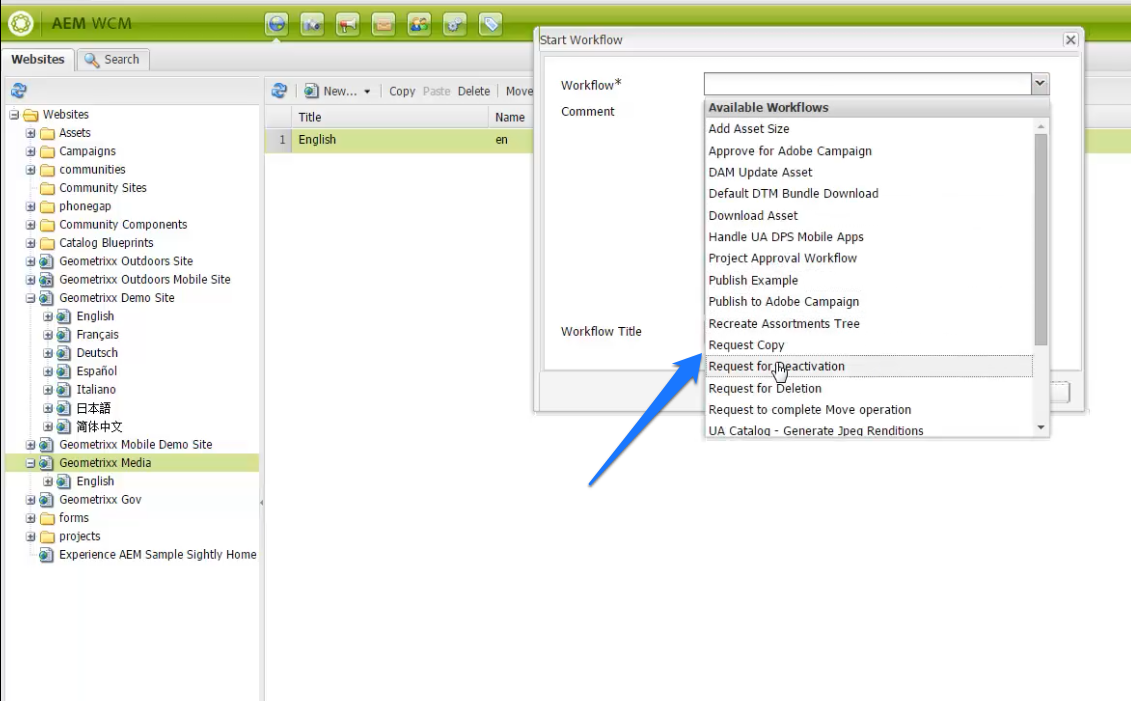 AEM WCM
Websites
Search
Websites
Assets
Campaigns
communities
Community Sites
phonegap
Community Components
Catalog Blueprints
Geometrixx Outdoors Site
Geometrixx Outdoors Mobile Site
Geometrixx Demo Site
English
Français
Deutsch
Español
Italiano
日本語
简体中文
Geometrixx Mobile Demo Site
Geometrixx Media
English
Geometrixx Gov
forms
projects
Experience AEM Sample Sightly Home
New... Copy Paste Delete Move
Title Name
1 English en
Start Workflow
Workflow*
Comment
Workflow Title
Available Workflows
Add Asset Size
Approve for Adobe Campaign
DAM Update Asset
Default DTM Bundle Download
Download Asset
Handle UA DPS Mobile Apps
Project Approval Workflow
Publish Example
Publish to Adobe Campaign
Recreate Assortments Tree
Request Copy
Request for Deactivation
Request for Deletion
Request to complete Move operation
UA Catalog - Generate Jpeg Renditions